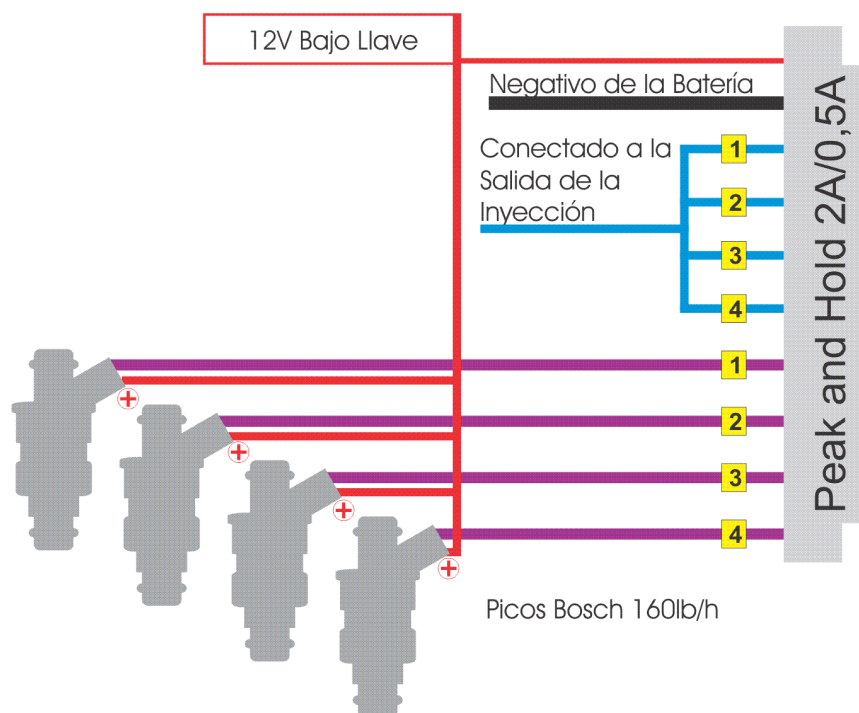 12V Bajo Llave
Negativo de la Batería
Conectado a la
Salida de la
Inyección
1
2
3
4
1
2
3
4
Peak and Hold 2A/0,5A
+
+
+
+
Picos Bosch 160lb/h